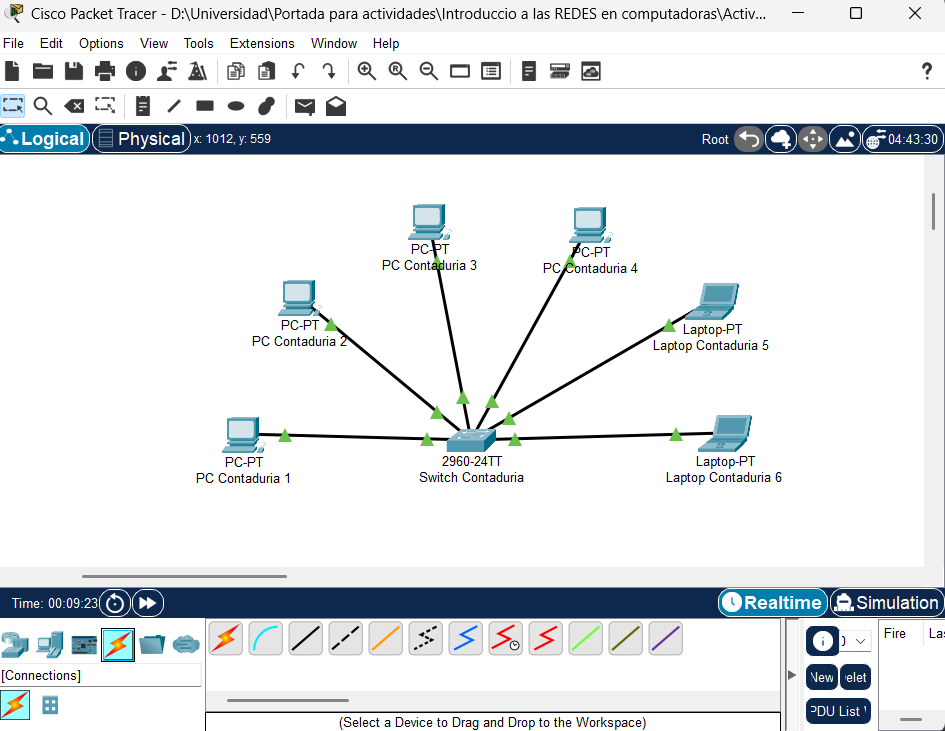 Cisco Packet Tracer - D:\Universidad\Portada para actividades\Introduccio a las REDES en computadoras\Activ...
File Edit Options View Tools Extensions Window Help
?
Logical Physical x: 1012, y: 559 Root 04:43:30
PC-PT
PC Contaduria 3
PC-PT
PC Contaduria 4
PC-PT
PC Contaduria 2
Laptop-PT
Laptop Contaduria 5
PC-PT
PC Contaduria 1
2960-24TT
Switch Contaduria
Laptop-PT
Laptop Contaduria 6
Time: 00:09:23 Realtime Simulation
[Connections]
Fire Las
New elet
PDU List
(Select a Device to Drag and Drop to the Workspace)